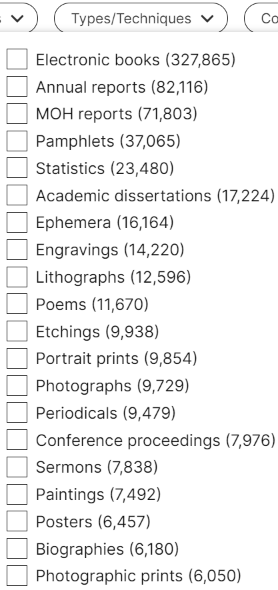 Types/Techniques
Co
Electronic books (327,865)
Annual reports (82,116)
MOH reports (71,803)
Pamphlets (37,065)
Statistics (23,480)
Academic dissertations (17,224)
Ephemera (16,164)
Engravings (14,220)
Lithographs (12,596)
Poems (11,670)
Etchings (9,938)
Portrait prints (9,854)
Photographs (9,729)
Periodicals (9,479)
Conference proceedings (7,976)
Sermons (7,838)
Paintings (7,492)
Posters (6,457)
Biographies (6,180)
Photographic prints (6,050)